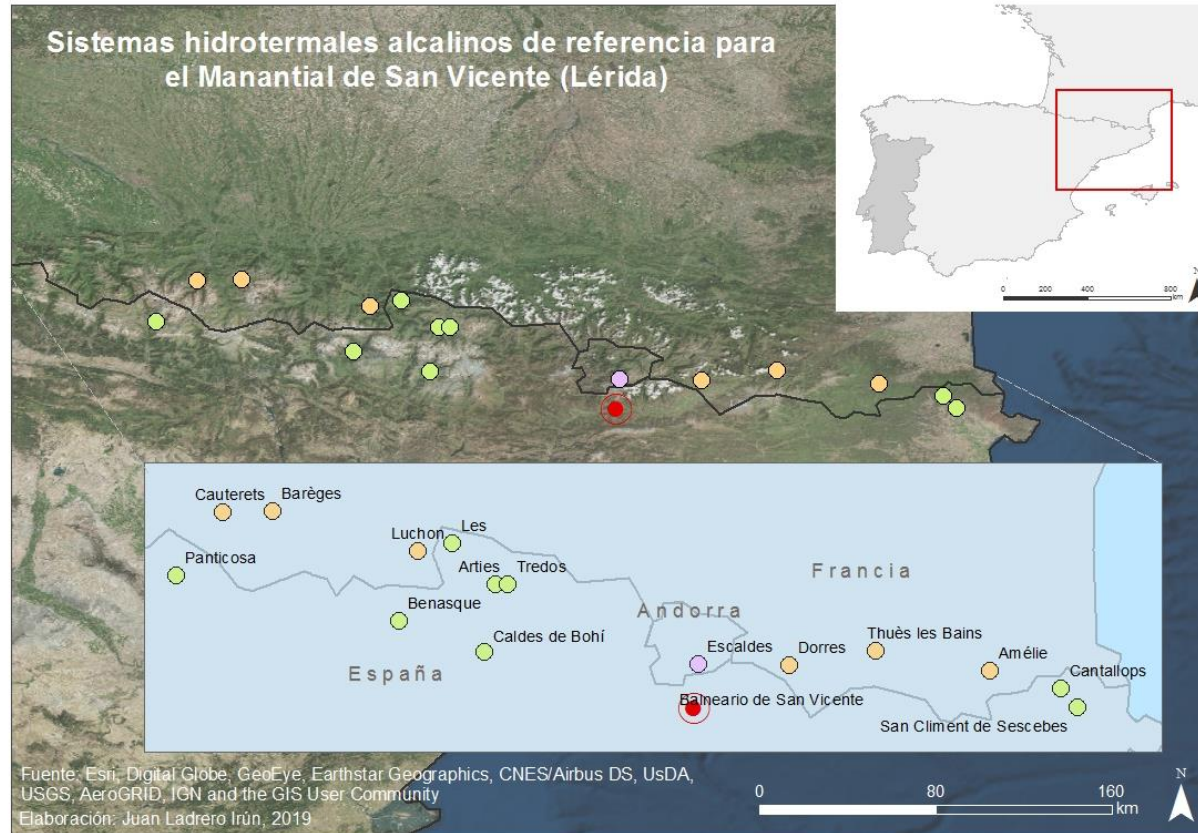 Sistemas hidrotermales alcalinos de referencia para
el Manantial de San Vicente (Lérida)
N
0 200 400 800
km
Cauterets
Barèges
Luchon
Les
Panticosa
Arties
Tredos
Francia
Benasque
Andorra
Caldes de Bohí
Escaldes
Dorres
Thuès les Bains
Amélie
España
Cantallops
Balneario de San Vicente
San Climent de Sescebes
Fuente: Esri, Digital Globe, GeoEye, Earthstar Geographics, CNES/Airbus DS, UsDA,
USGS, AeroGRID, IGN and the GIS User Community
Elaboración: Juan Ladrero Irún, 2019
N
0 80 160
km